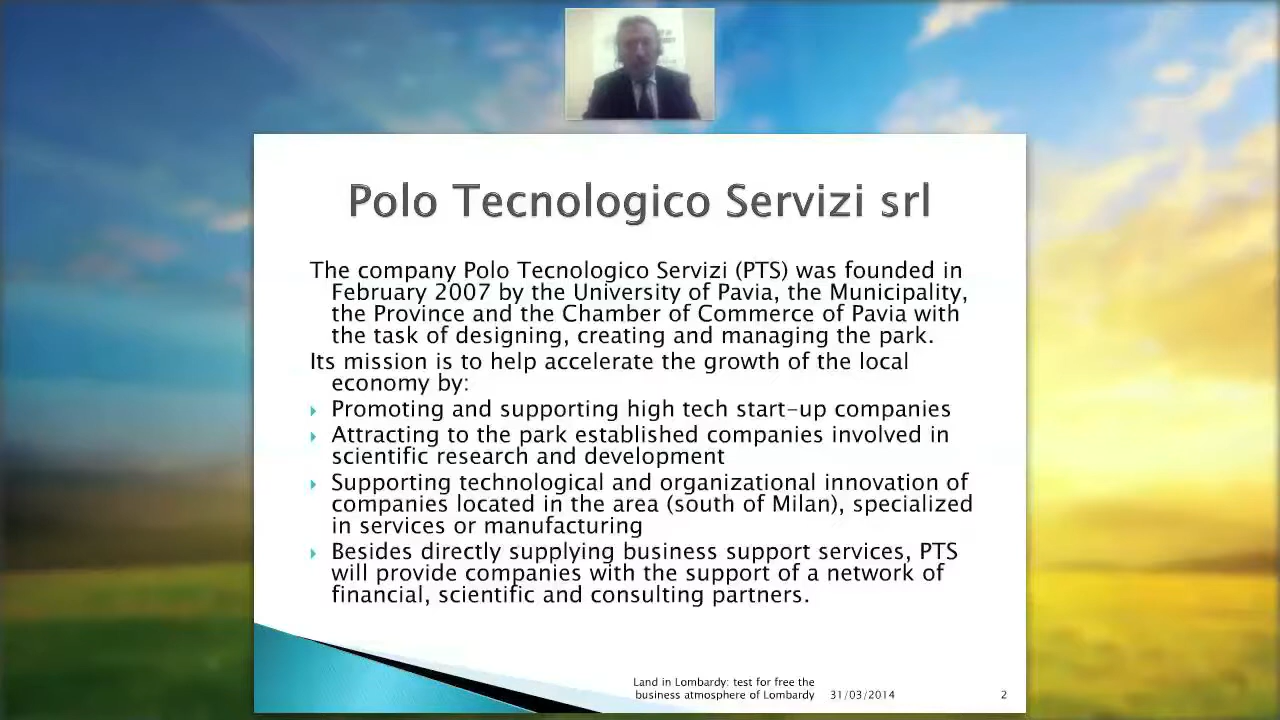 Polo Tecnologico Servizi srl
The company Polo Tecnologico Servizi (PTS) was founded in
February 2007 by the University of Pavia, the Municipality,
the Province and the Chamber of Commerce of Pavia with
the task of designing, creating and managing the park.
Its mission is to help accelerate the growth of the local
economy by:
Promoting and supporting high tech start-up companies
Attracting to the park established companies involved in
scientific research and development
Supporting technological and organizational innovation of
companies located in the area (south of Milan), specialized
in services or manufacturing
Besides directly supplying business support services, PTS
will provide companies with the support of a network of
financial, scientific and consulting partners.
Land in Lombardy: test for free the
business atmosphere of Lombardy 31/03/2014 2